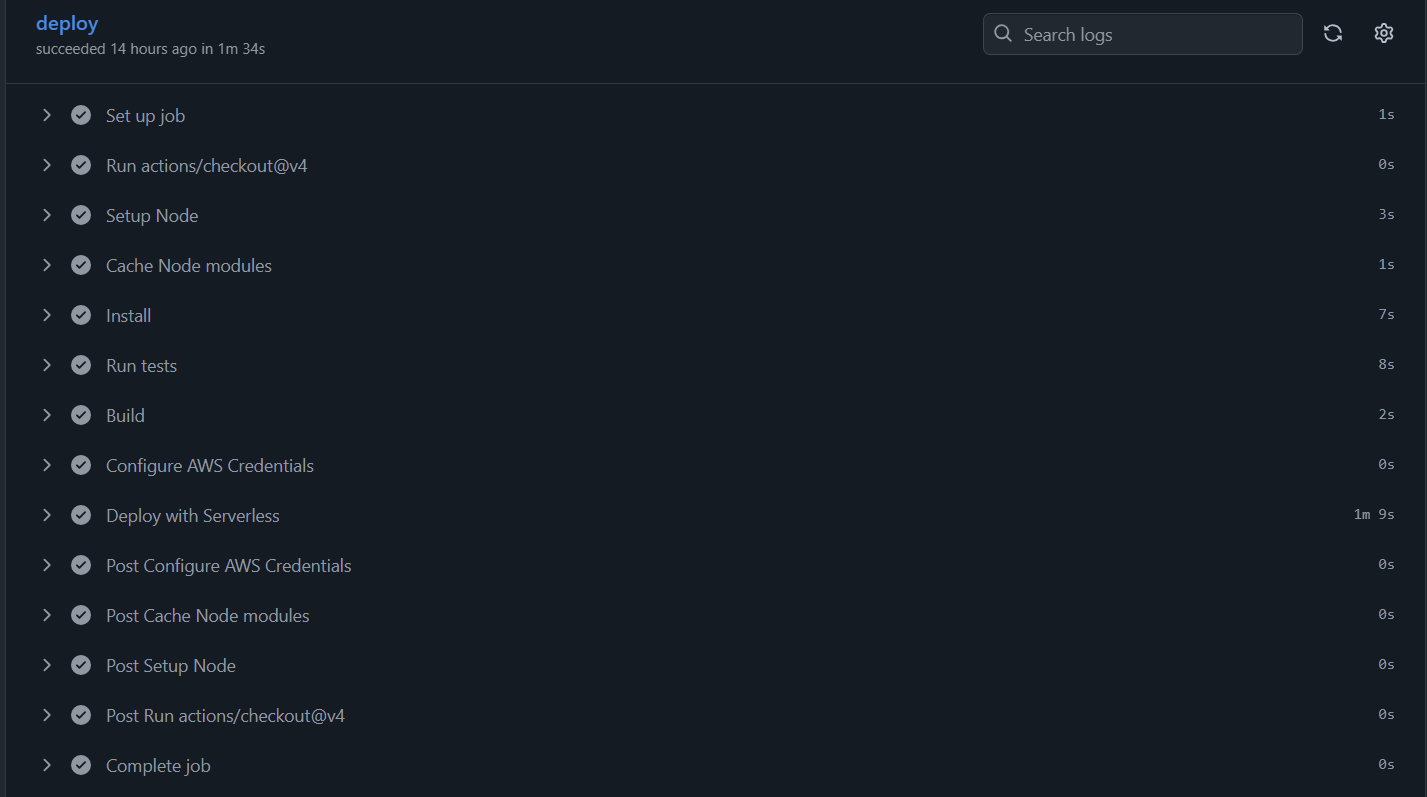 deploy
succeeded 14 hours ago in 1m 34s
Search logs
Set up job 1s
Run actions/checkout@v4 0s
Setup Node 3s
Cache Node modules 1s
Install 7s
Run tests 8s
Build 2s
Configure AWS Credentials 0s
Deploy with Serverless 1m 9s
Post Configure AWS Credentials 0s
Post Cache Node modules 0s
Post Setup Node 0s
Post Run actions/checkout@v4 0s
Complete job 0s